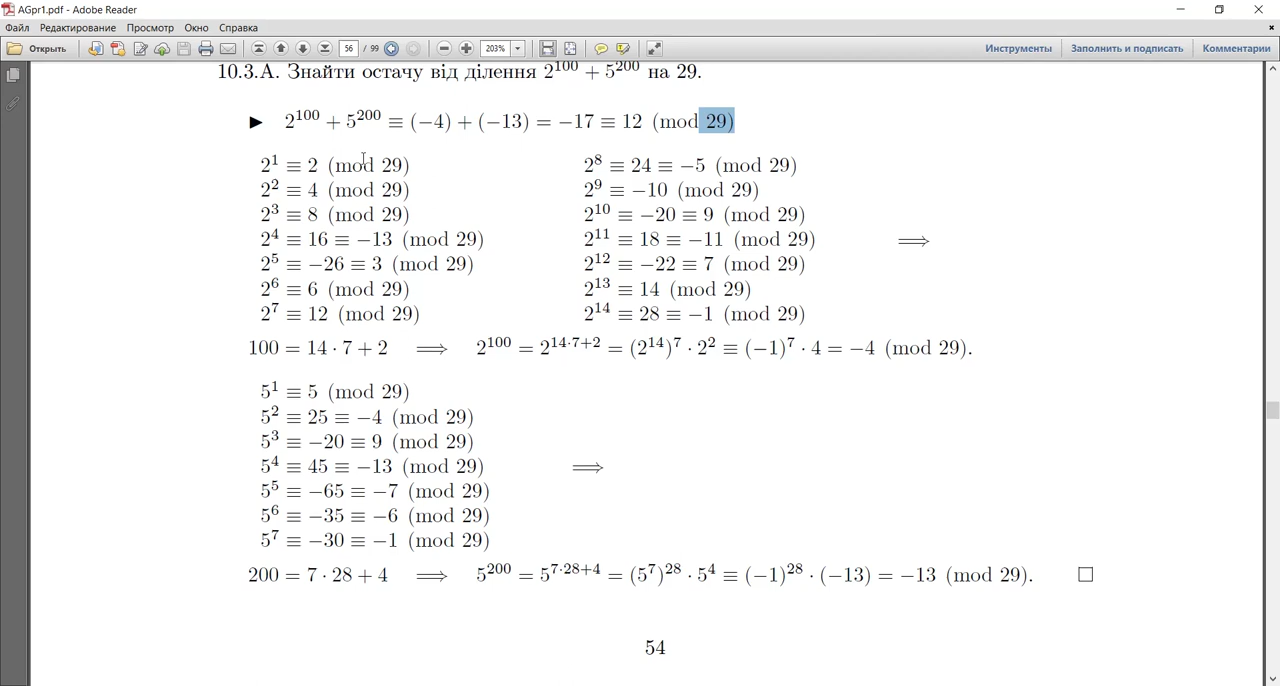 AGpr1.pdf - Adobe Reader
Файл Редактирование Просмотр Окно Справка
Открыть 56 / 99 203% Инструменты Заполнить и подписать Комментарии
10.3.A. Знайти остачу від ділення 2^100 + 5^200 на 29.
► 2^100 + 5^200 ≡ (−4) + (−13) = −17 ≡ 12 (mod 29)
2^1 ≡ 2 (mod 29)
2^2 ≡ 4 (mod 29)
2^3 ≡ 8 (mod 29)
2^4 ≡ 16 ≡ −13 (mod 29)
2^5 ≡ −26 ≡ 3 (mod 29)
2^6 ≡ 6 (mod 29)
2^7 ≡ 12 (mod 29)
2^8 ≡ 24 ≡ −5 (mod 29)
2^9 ≡ −10 (mod 29)
2^10 ≡ −20 ≡ 9 (mod 29)
2^11 ≡ 18 ≡ −11 (mod 29)
2^12 ≡ −22 ≡ 7 (mod 29)
2^13 ≡ 14 (mod 29)
2^14 ≡ 28 ≡ −1 (mod 29)
⟹
100 = 14 · 7 + 2 ⟹ 2^100 = 2^(14·7+2) = (2^14)^7 · 2^2 ≡ (−1)^7 · 4 = −4 (mod 29).
5^1 ≡ 5 (mod 29)
5^2 ≡ 25 ≡ −4 (mod 29)
5^3 ≡ −20 ≡ 9 (mod 29)
5^4 ≡ 45 ≡ −13 (mod 29)
5^5 ≡ −65 ≡ −7 (mod 29)
5^6 ≡ −35 ≡ −6 (mod 29)
5^7 ≡ −30 ≡ −1 (mod 29)
⟹
200 = 7 · 28 + 4 ⟹ 5^200 = 5^(7·28+4) = (5^7)^28 · 5^4 ≡ (−1)^28 · (−13) = −13 (mod 29). □
54